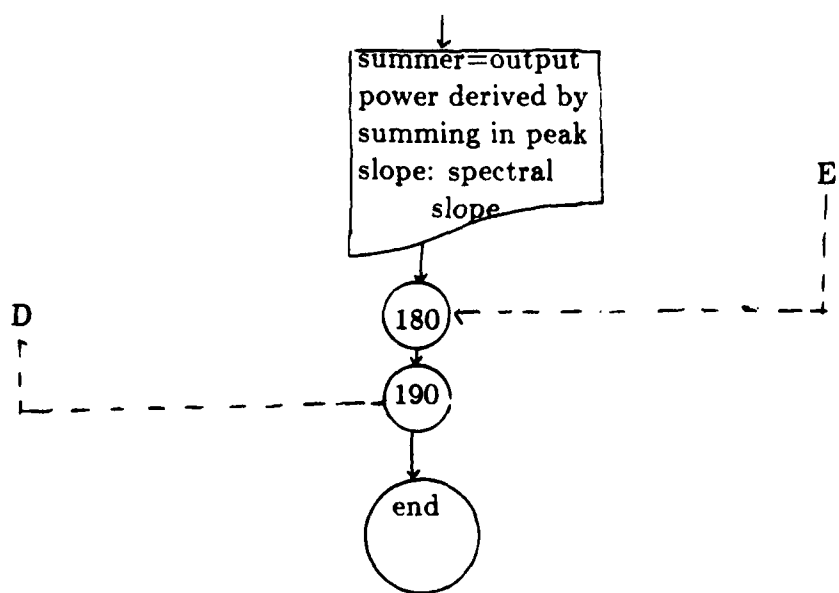 summer=output
power derived by
summing in peak
slope: spectral
slope
E
180
D
190
end